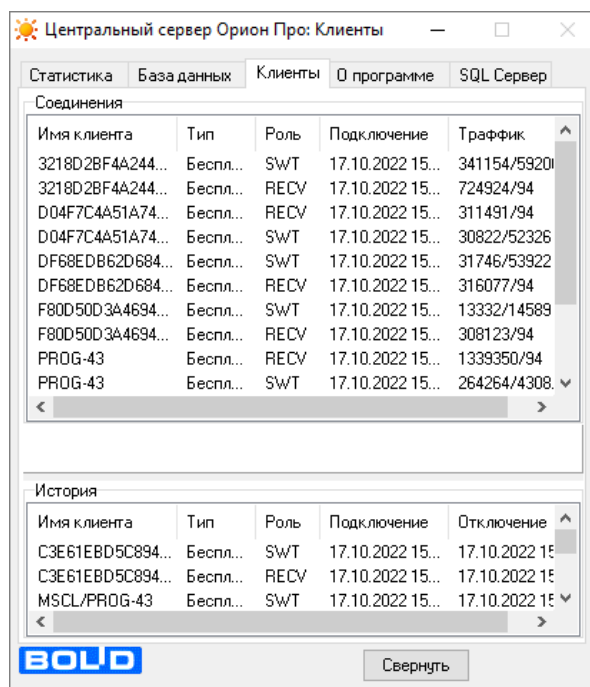 Центральный сервер Орион Про: Клиенты
Статистика База данных Клиенты О программе SQL Сервер
Соединения
Имя клиента Тип Роль Подключение Траффик
3218D2BF4A244... Беспл... SWT 17.10.2022 15... 341154/5920
3218D2BF4A244... Беспл... RECV 17.10.2022 15... 724924/94
D04F7C4A51A74... Беспл... RECV 17.10.2022 15... 311491/94
D04F7C4A51A74... Беспл... SWT 17.10.2022 15... 30822/52326
DF68EDB62D684... Беспл... SWT 17.10.2022 15... 31746/53922
DF68EDB62D684... Беспл... RECV 17.10.2022 15... 316077/94
F80D50D3A4694... Беспл... SWT 17.10.2022 15... 13332/14589
F80D50D3A4694... Беспл... RECV 17.10.2022 15... 308123/94
PROG-43 Беспл... RECV 17.10.2022 15... 1339350/94
PROG-43 Беспл... SWT 17.10.2022 15... 264264/4308.
История
Имя клиента Тип Роль Подключение Отключение
C3E61EBD5C894... Беспл... SWT 17.10.2022 15... 17.10.2022 15
C3E61EBD5C894... Беспл... RECV 17.10.2022 15... 17.10.2022 15
MSCL/PROG-43 Беспл... SWT 17.10.2022 15... 17.10.2022 15
BOLID Свернуть